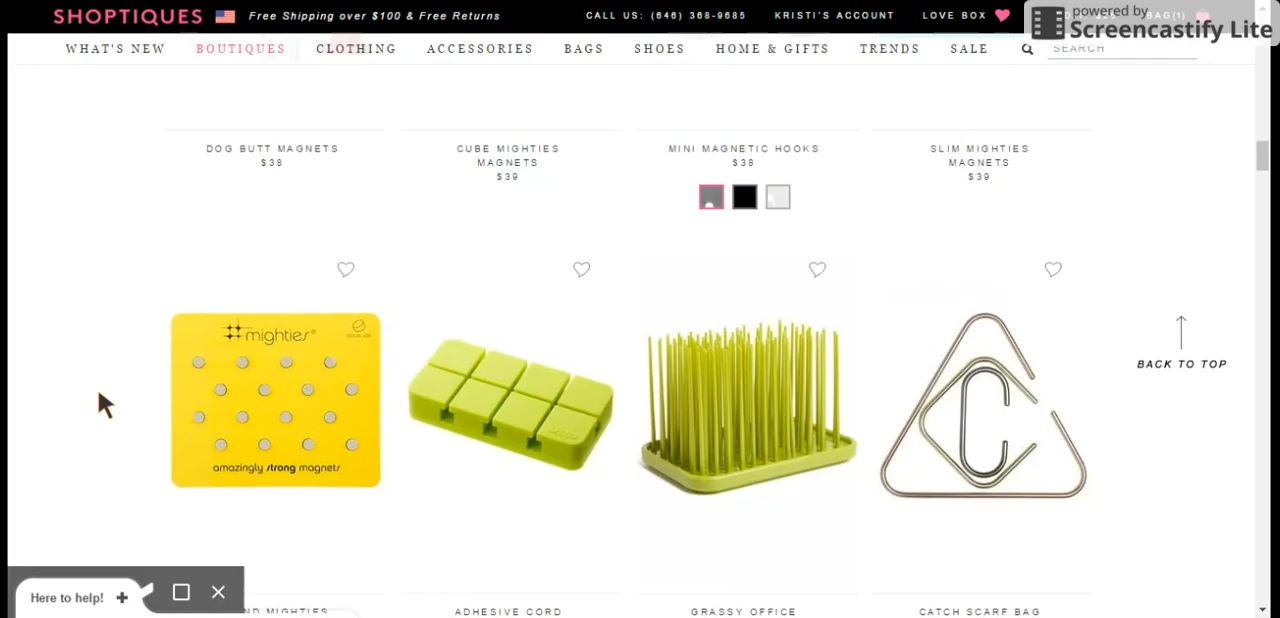 SHOPTIQUES Free Shipping over $100 & Free Returns CALL US: (646) 368-9685 KRISTI'S ACCOUNT LOVE BOX BAG(1)
powered by
Screencastify Lite
WHAT'S NEW BOUTIQUES CLOTHING ACCESSORIES BAGS SHOES HOME & GIFTS TRENDS SALE SEARCH
DOG BUTT MAGNETS
$38
CUBE MIGHTIES
MAGNETS
$39
MINI MAGNETIC HOOKS
$38
SLIM MIGHTIES
MAGNETS
$39
mighties®
amazingly strong magnets
BACK TO TOP
Here to help! +
MIGHTIES
ADHESIVE CORD
GRASSY OFFICE
CATCH SCARF BAG